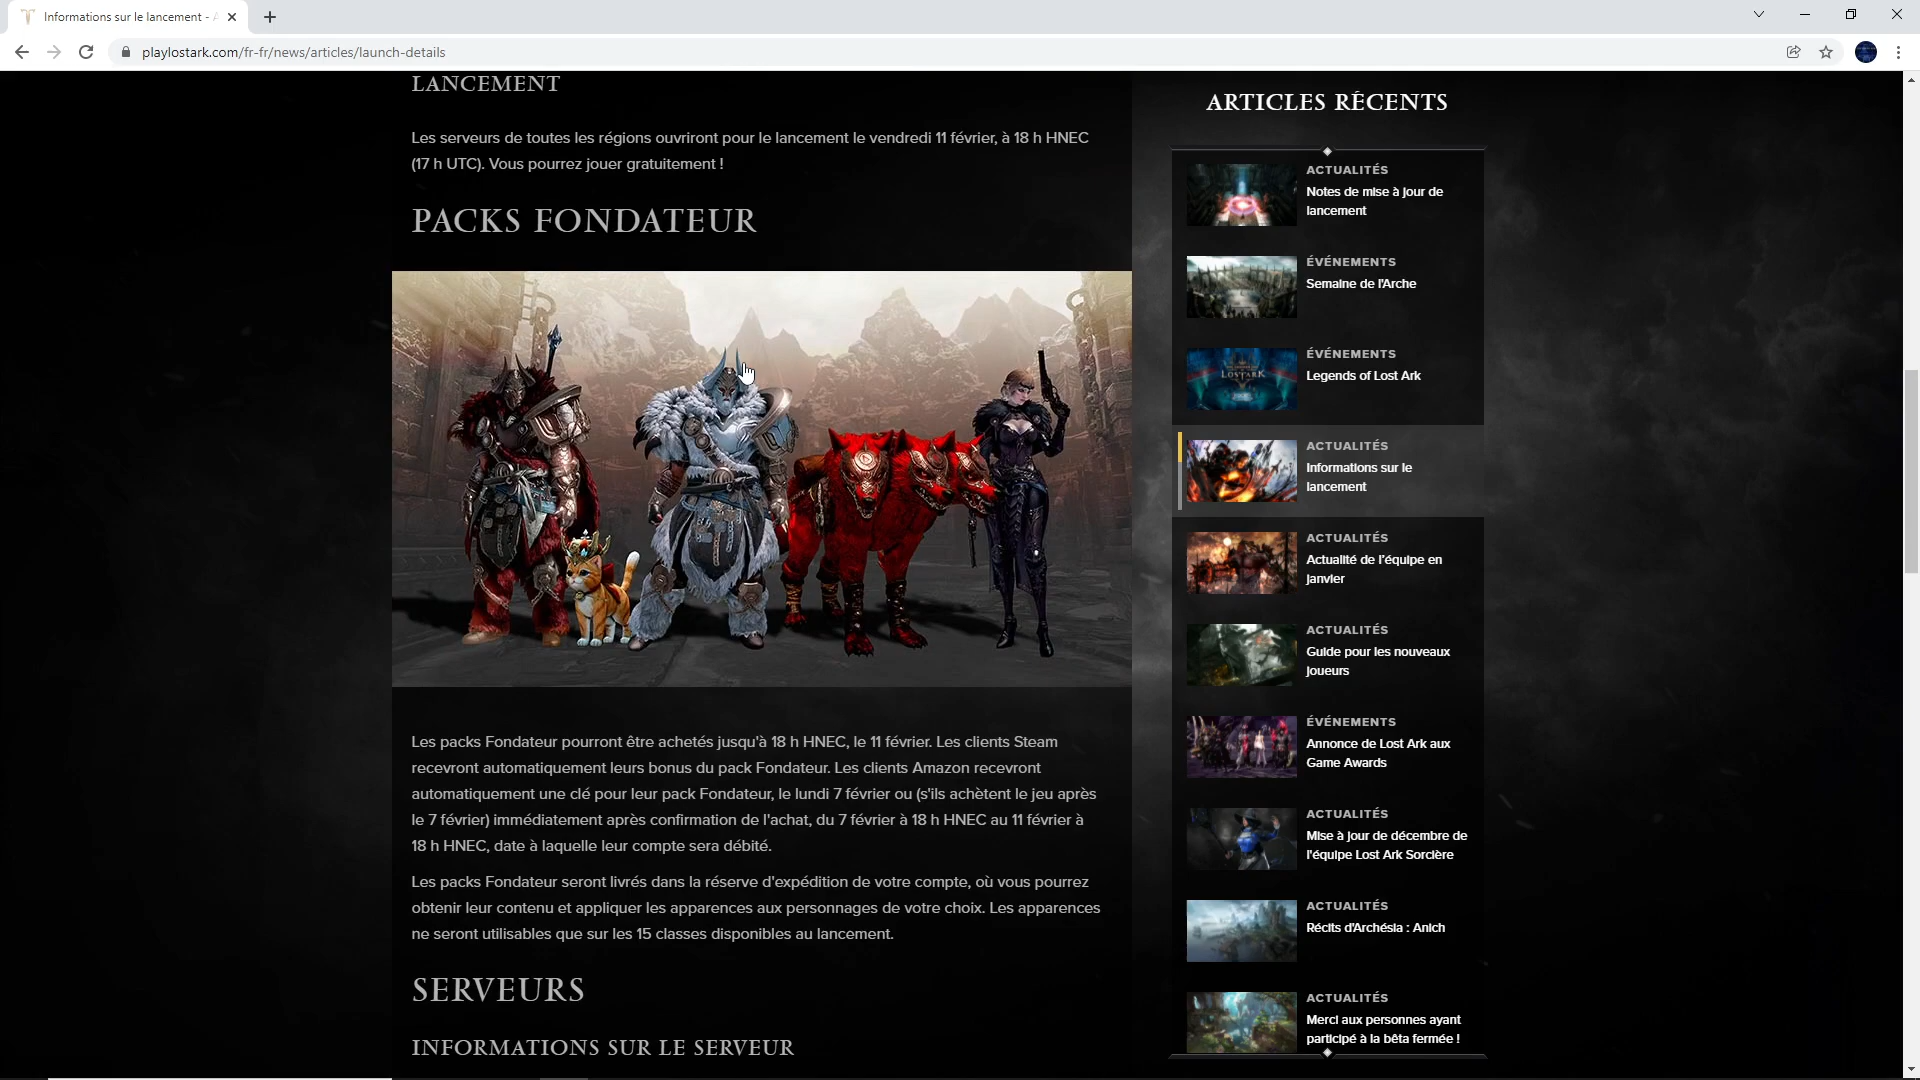 Informations sur le lancement -
playlostark.com/fr-fr/news/articles/launch-details
LANCEMENT
Les serveurs de toutes les régions ouvriront pour le lancement le vendredi 11 février, à 18 h HNEC
(17 h UTC). Vous pourrez jouer gratuitement !
PACKS FONDATEUR
Les packs Fondateur pourront être achetés jusqu'à 18 h HNEC, le 11 février. Les clients Steam
recevront automatiquement leurs bonus du pack Fondateur. Les clients Amazon recevront
automatiquement une clé pour leur pack Fondateur, le lundi 7 février ou (s'ils achètent le jeu après
le 7 février) immédiatement après confirmation de l'achat, du 7 février à 18 h HNEC au 11 février à
18 h HNEC, date à laquelle leur compte sera débité.
Les packs Fondateur seront livrés dans la réserve d'expédition de votre compte, où vous pourrez
obtenir leur contenu et appliquer les apparences aux personnages de votre choix. Les apparences
ne seront utilisables que sur les 15 classes disponibles au lancement.
SERVEURS
INFORMATIONS SUR LE SERVEUR
ARTICLES RÉCENTS
ACTUALITÉS
Notes de mise à jour de
lancement
ÉVÉNEMENTS
Semaine de l'Arche
LOST ARK
ÉVÉNEMENTS
Legends of Lost Ark
ACTUALITÉS
Informations sur le
lancement
ACTUALITÉS
Actualité de l'équipe en
janvier
ACTUALITÉS
Guide pour les nouveaux
joueurs
ÉVÉNEMENTS
Annonce de Lost Ark aux
Game Awards
ACTUALITÉS
Mise à jour de décembre de
l'équipe Lost Ark Sorcière
ACTUALITÉS
Récits d'Archésia : Anich
ACTUALITÉS
Merci aux personnes ayant
participé à la bêta fermée !